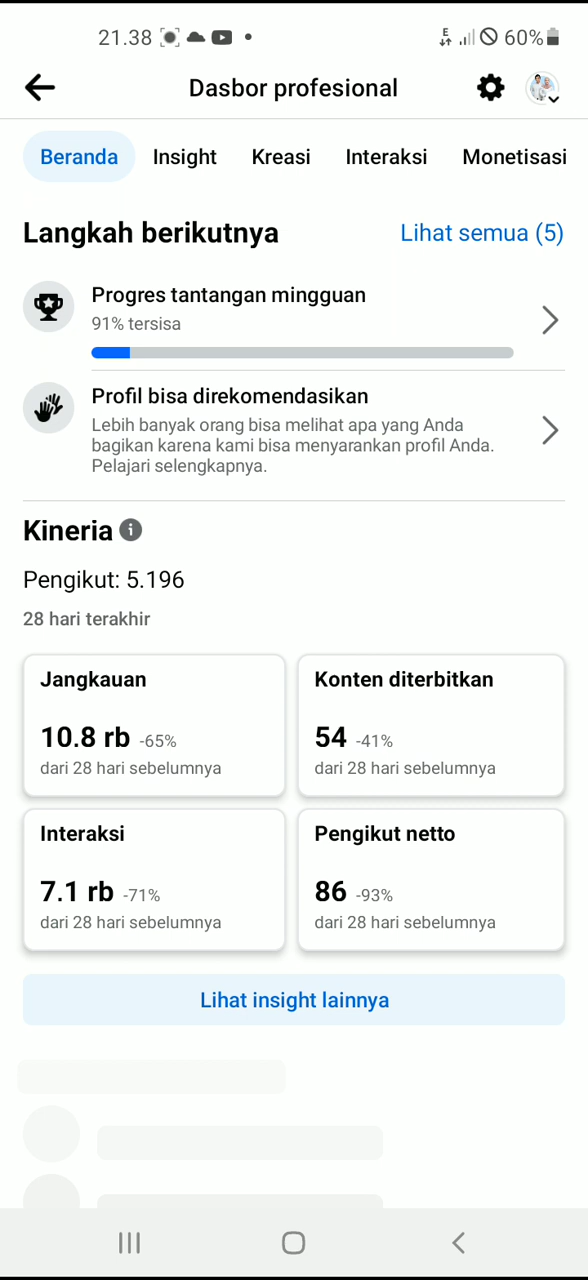 21.38
E
60%
Dasbor profesional
Beranda
Insight
Kreasi
Interaksi
Monetisasi
Langkah berikutnya
Lihat semua (5)
Progres tantangan mingguan
91% tersisa
Profil bisa direkomendasikan
Lebih banyak orang bisa melihat apa yang Anda
bagikan karena kami bisa menyarankan profil Anda.
Pelajari selengkapnya.
Kineria
Pengikut: 5.196
28 hari terakhir
Jangkauan
10.8 rb -65%
dari 28 hari sebelumnya
Konten diterbitkan
54 -41%
dari 28 hari sebelumnya
Interaksi
7.1 rb -71%
dari 28 hari sebelumnya
Pengikut netto
86 -93%
dari 28 hari sebelumnya
Lihat insight lainnya